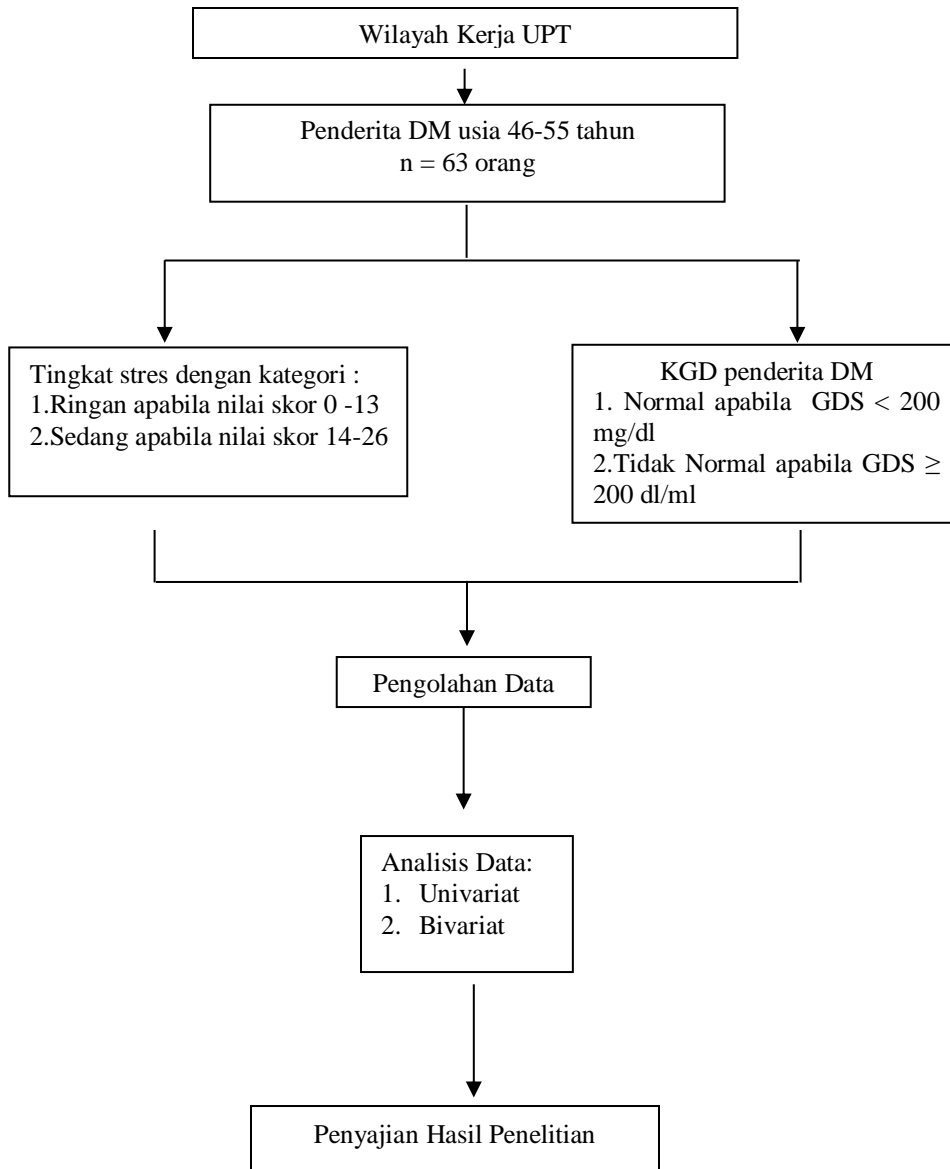 Wilayah Kerja UPT
Penderita DM usia 46-55 tahun
n = 63 orang
Tingkat stres dengan kategori :
1.Ringan apabila nilai skor 0 -13
2.Sedang apabila nilai skor 14-26
KGD penderita DM
1. Normal apabila GDS < 200
mg/dl
2.Tidak Normal apabila GDS ≥
200 dl/ml
Pengolahan Data
Analisis Data:
1. Univariat
2. Bivariat
Penyajian Hasil Penelitian